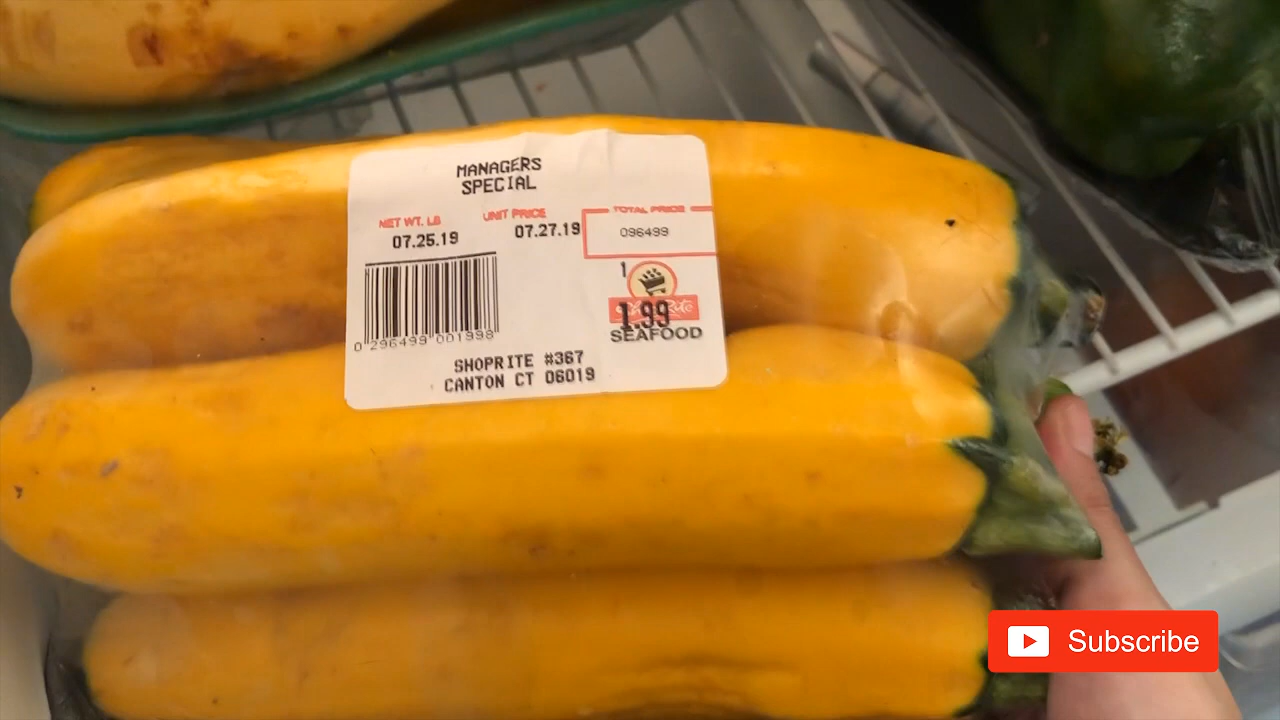 MANAGERS
SPECIAL
NET WT. LB
UNIT PRICE
TOTAL PRICE
07.25.19
07.27.19
096499
1
1.99
SEAFOOD
0 296499 001998
SHOPRITE #367
CANTON CT 06019
Subscribe